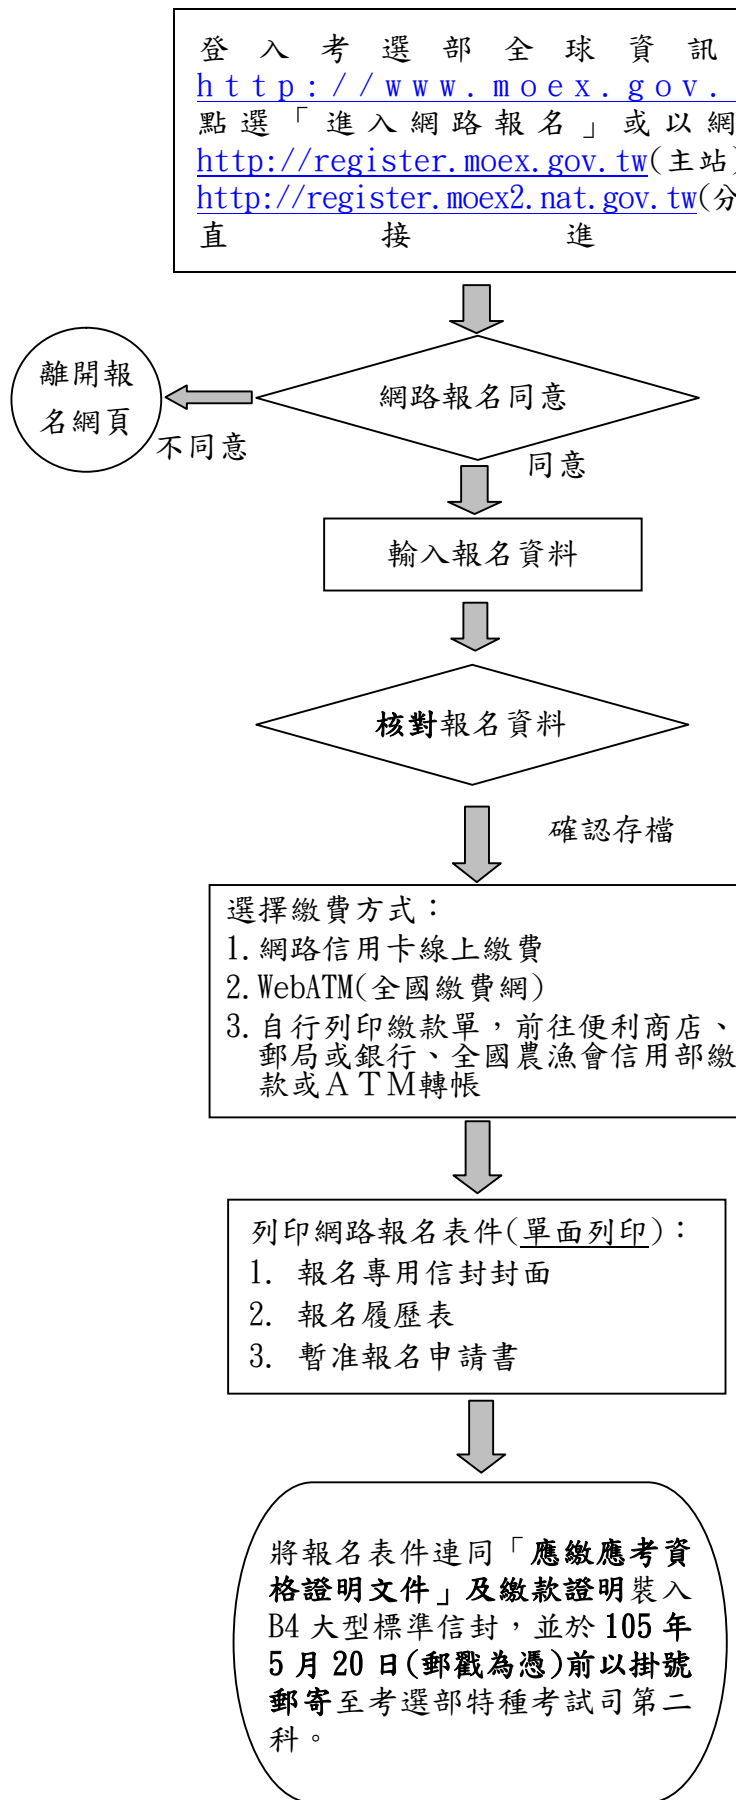 登入考選部全球資訊
http://www.moex.gov.
點選「進入網路報名」或以網
http://register.moex.gov.tw(主站)
http://register.moex2.nat.gov.tw(分
直接進
離開報
名網頁
網路報名同意
不同意
同意
輸入報名資料
核對報名資料
確認存檔
選擇繳費方式：
1.網路信用卡線上繳費
2.WebATM(全國繳費網)
3.自行列印繳款單，前往便利商店、
郵局或銀行、全國農漁會信用部繳
款或ＡＴＭ轉帳
列印網路報名表件(單面列印)：
1. 報名專用信封封面
2. 報名履歷表
3. 暫准報名申請書
將報名表件連同「應繳應考資
格證明文件」及繳款證明裝入
B4 大型標準信封，並於 105 年
5 月 20 日(郵戳為憑)前以掛號
郵寄至考選部特種考試司第二
科。